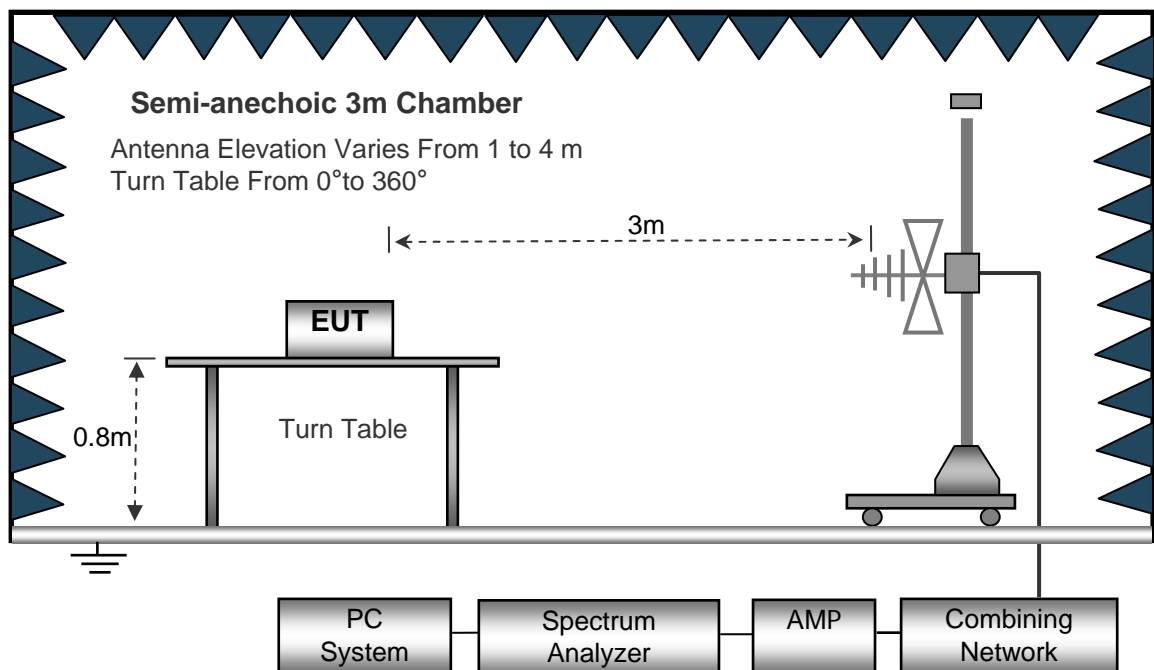 Semi-anechoic 3m Chamber
Antenna Elevation Varies From 1 to 4 m
Turn Table From 0°to 360°
3m
EUT
0.8m
Turn Table
PC
System
Spectrum
Analyzer
AMP
Combining
Network